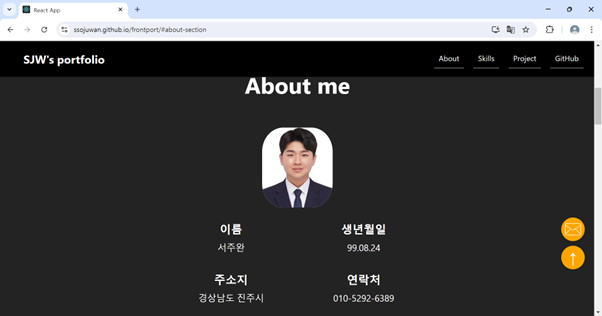 React App
ssojuwan.github.io/frontport/#about-section
SJW's portfolio
About
Skills
Project
GitHub
About me
이름
생년월일
서주완
99.08.24
주소지
연락처
경상남도 진주시
010-5292-6389